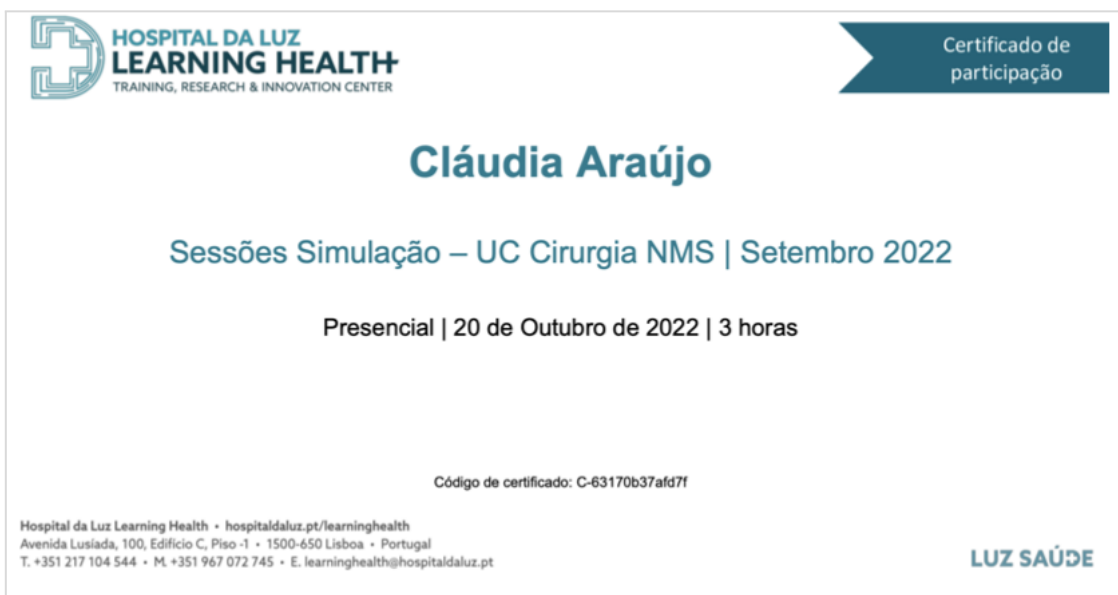 HOSPITAL DA LUZ
LEARNING HEALTH
TRAINING, RESEARCH & INNOVATION CENTER
Certificado de
participação
Cláudia Araújo
Sessões Simulação – UC Cirurgia NMS | Setembro 2022
Presencial | 20 de Outubro de 2022 | 3 horas
Código de certificado: C-63170b37afd7f
Hospital da Luz Learning Health • hospitaldaluz.pt/learninghealth
Avenida Lusíada, 100, Edifício C, Piso -1 • 1500-650 Lisboa • Portugal
T. +351 217 104 544 • M. +351 967 072 745 • E. learninghealth@hospitaldaluz.pt
LUZ SAÚDE